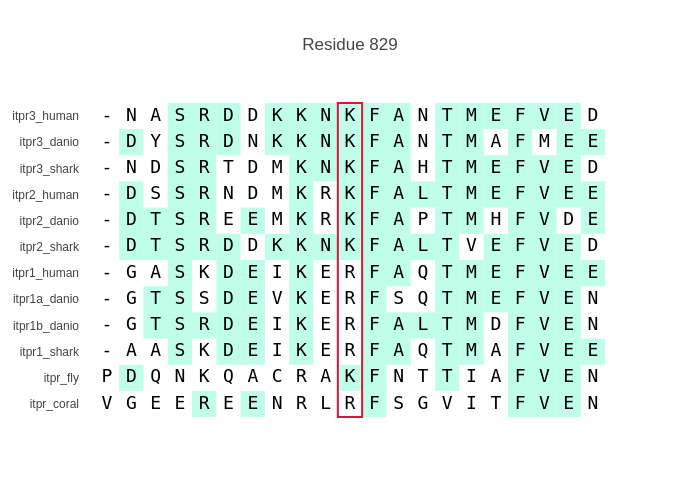 Residue 829
itpr3_human - N A S R D D K K N K F A N T M E F V E D
itpr3_danio - D Y S R D N K K N K F A N T M A F M E E
itpr3_shark - N D S R T D M K N K F A H T M E F V E D
itpr2_human - D S S R N D M K R K F A L T M E F V E E
itpr2_danio - D T S R E E M K R K F A P T M H F V D E
itpr2_shark - D T S R D D K K N K F A L T V E F V E D
itpr1_human - G A S K D E I K E R F A Q T M E F V E E
itpr1a_danio - G T S S D E V K E R F S Q T M E F V E N
itpr1b_danio - G T S R D E I K E R F A L T M D F V E N
itpr1_shark - A A S K D E I K E R F A Q T M A F V E E
itpr_fly P D Q N K Q A C R A K F N T T I A F V E N
itpr_coral V G E E R E E N R L R F S G V I T F V E N